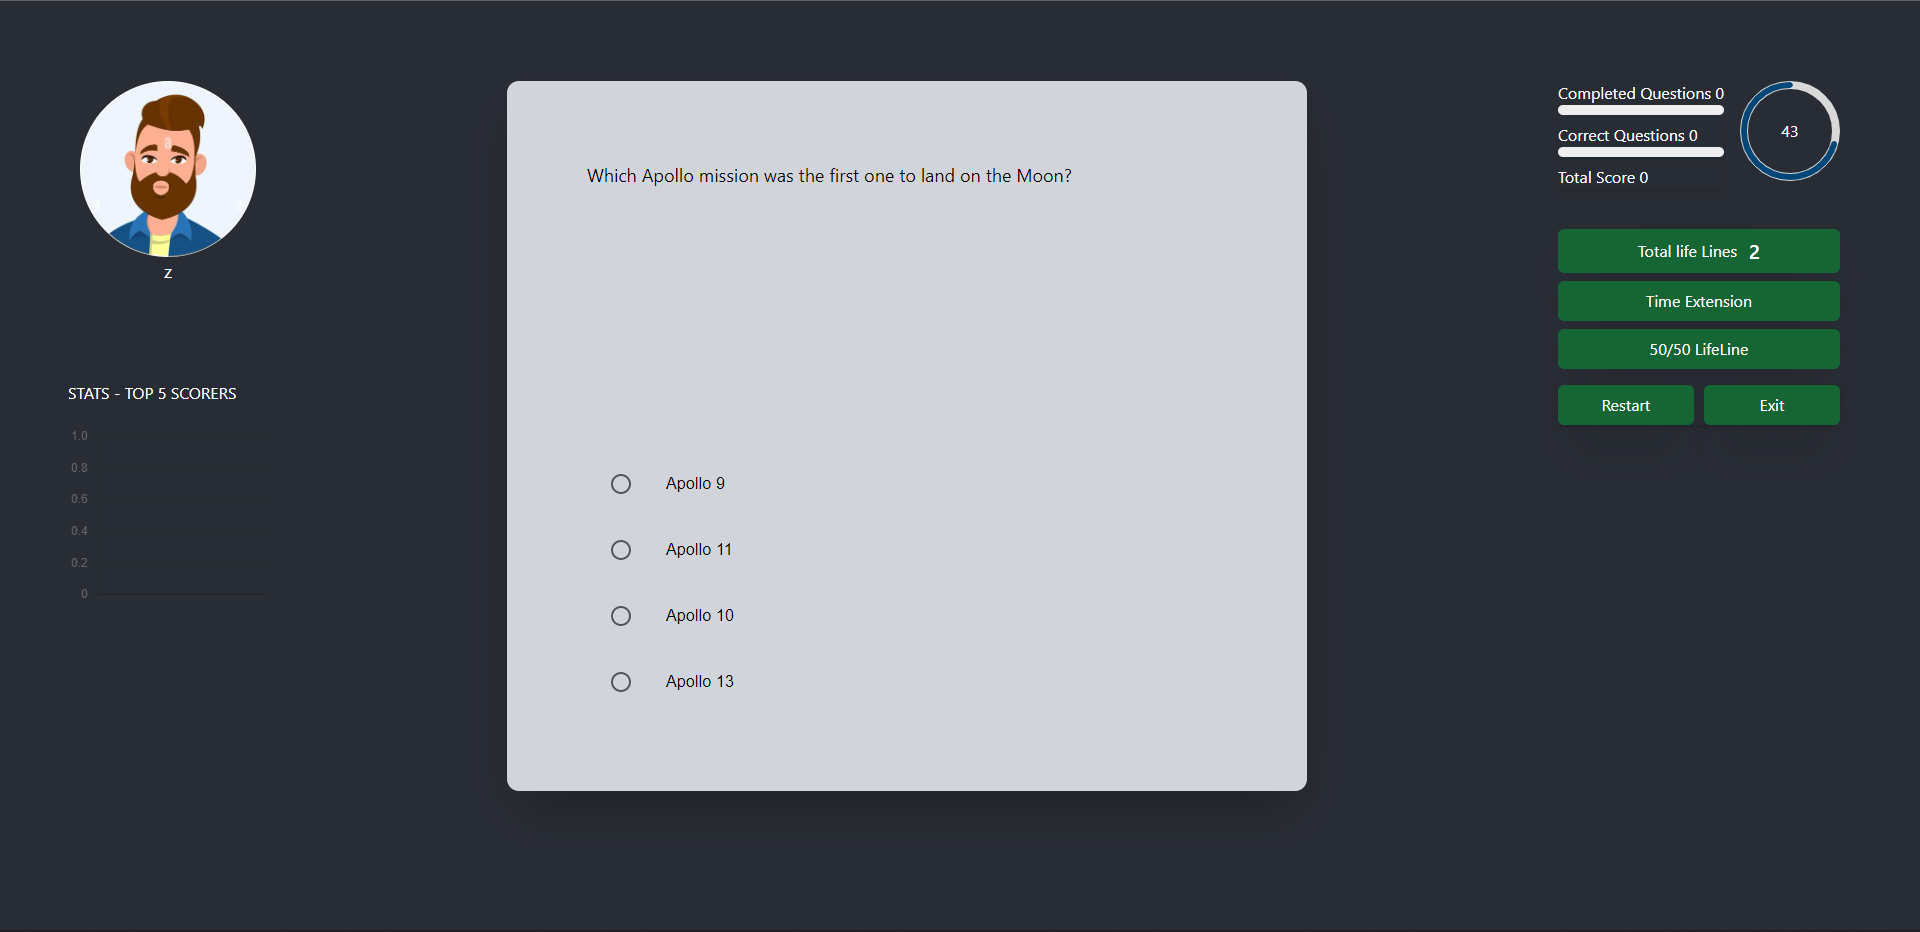 z
STATS - TOP 5 SCORERS
1.0
0.8
0.6
0.4
0.2
0
Which Apollo mission was the first one to land on the Moon?
Apollo 9
Apollo 11
Apollo 10
Apollo 13
Completed Questions 0
Correct Questions 0
Total Score 0
43
Total life Lines 2
Time Extension
50/50 LifeLine
Restart
Exit